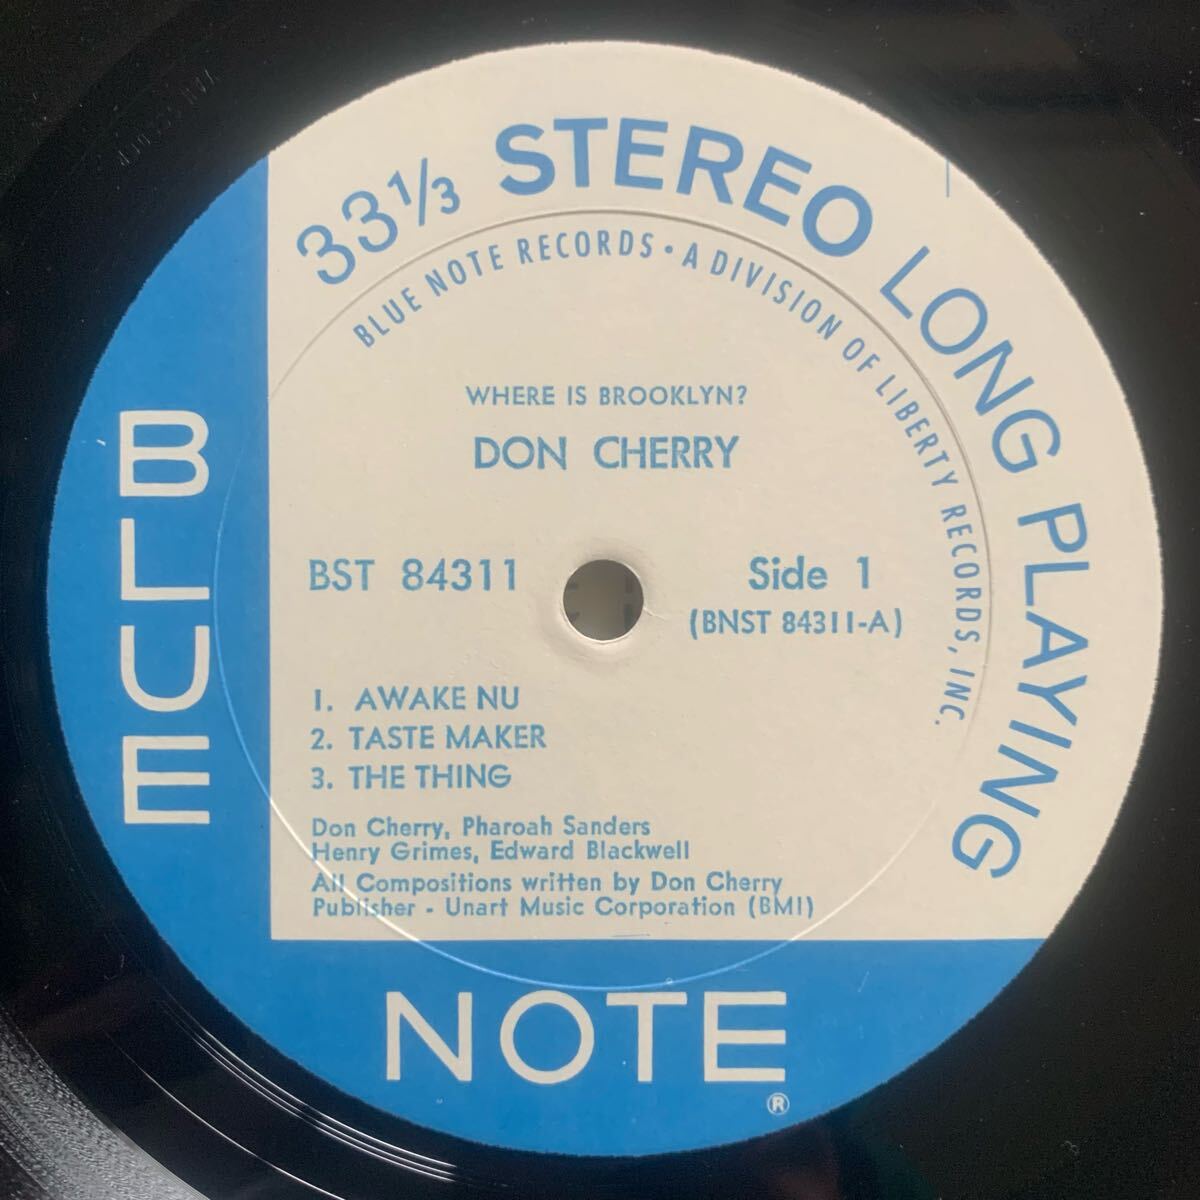 33 1/3 STEREO LONG PLAYING
BLUE NOTE RECORDS • A DIVISION OF LIBERTY RECORDS, INC.
WHERE IS BROOKLYN?
DON CHERRY
BST 84311
Side 1
(BNST 84311-A)
1. AWAKE NU
2. TASTE MAKER
3. THE THING
Don Cherry, Pharoah Sanders
Henry Grimes, Edward Blackwell
All Compositions written by Don Cherry
Publisher - Unart Music Corporation (BMI)
BLUE
NOTE®